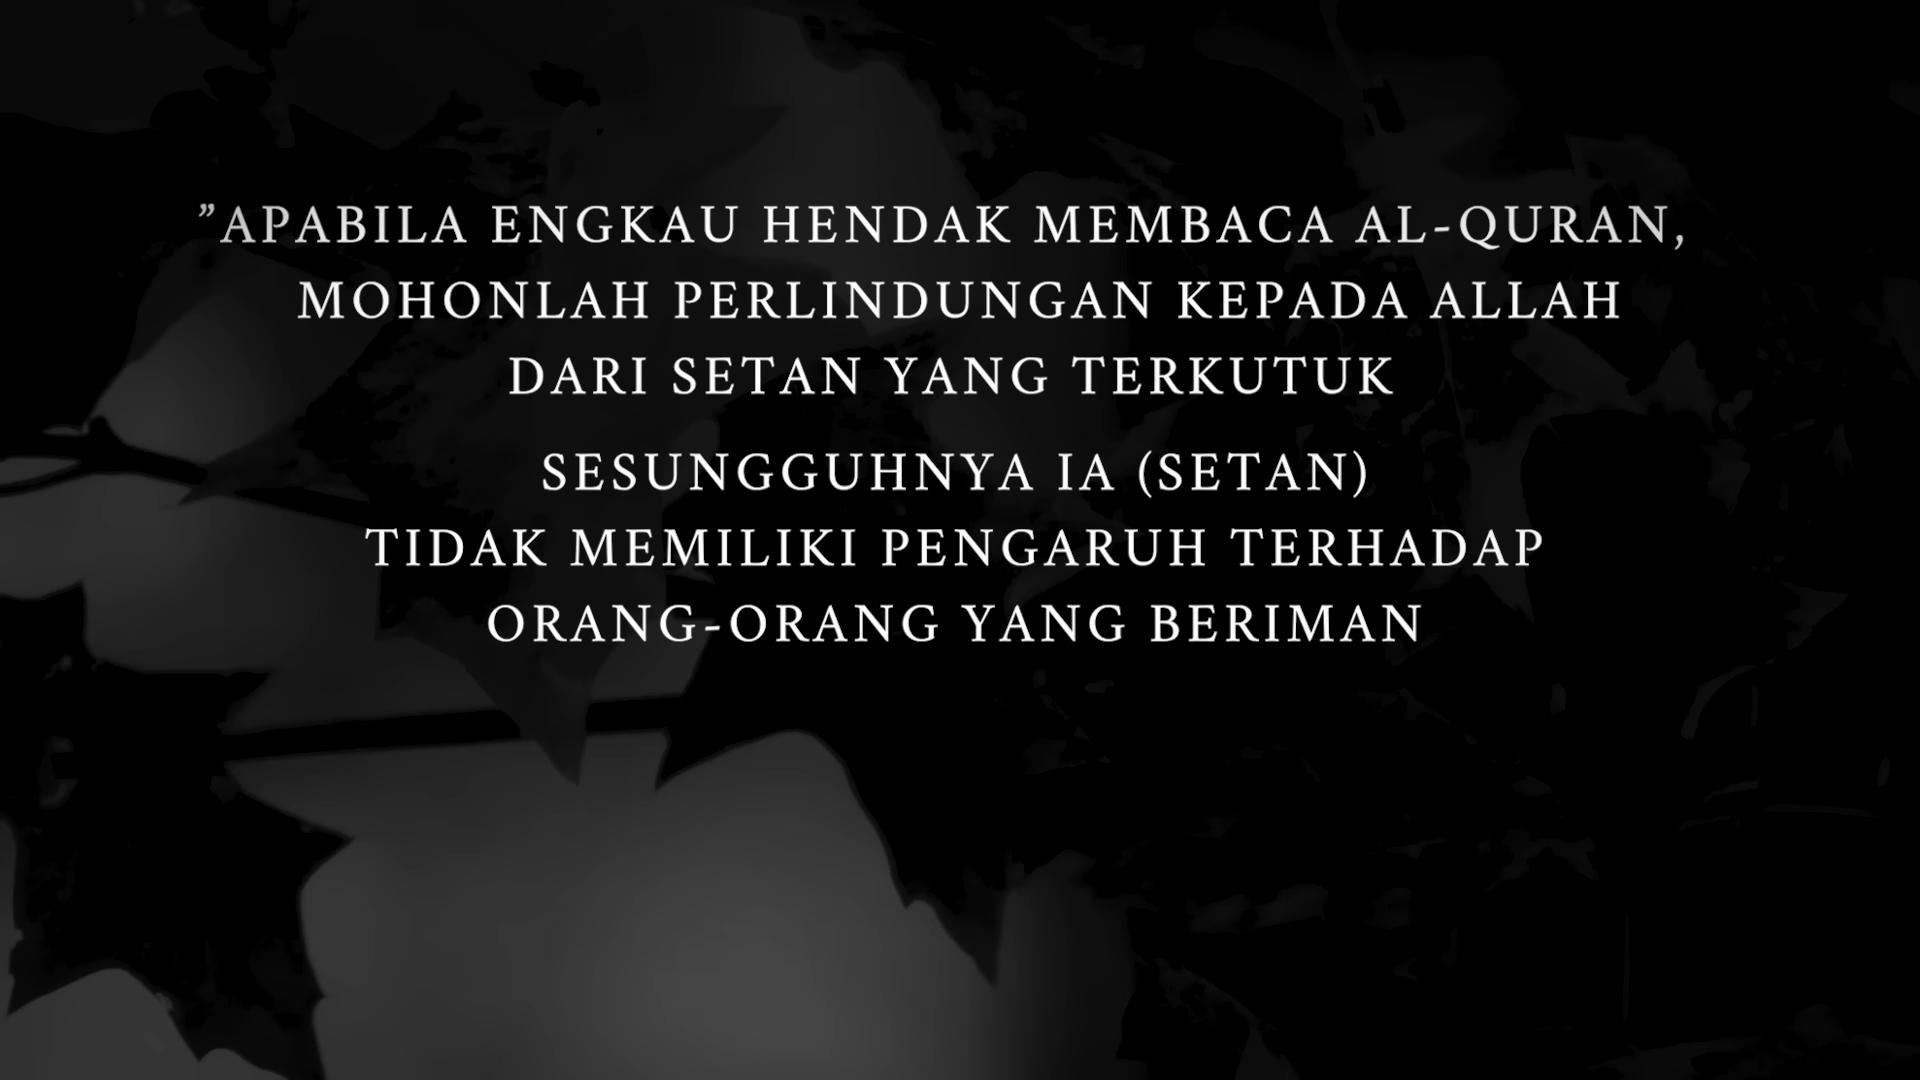 ”APABILA ENGKAU HENDAK MEMBACA AL-QURAN,
MOHONLAH PERLINDUNGAN KEPADA ALLAH
DARI SETAN YANG TERKUTUK
SESUNGGUHNYA IA (SETAN)
TIDAK MEMILIKI PENGARUH TERHADAP
ORANG-ORANG YANG BERIMAN